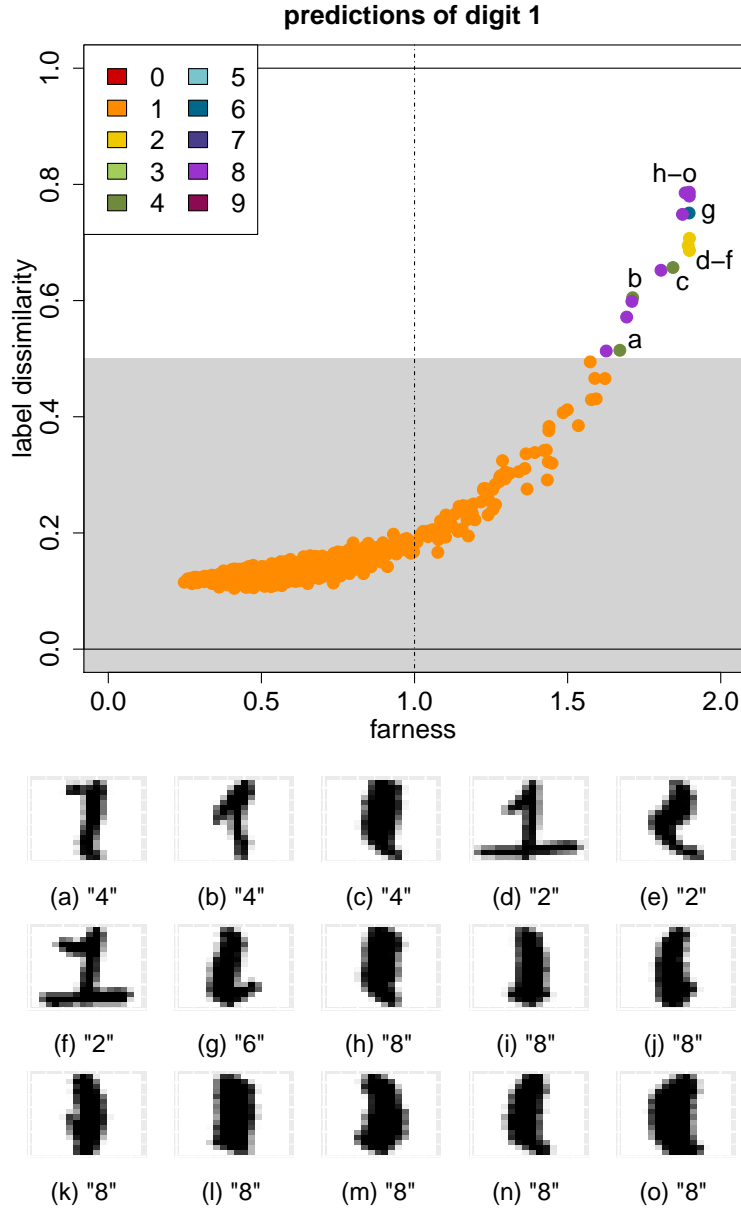 predictions of digit 1
0 5
1 6
2 7
3 8
4 9
h−o
g
d−f
c
b
a
label dissimilarity
0.0 0.2 0.4 0.6 0.8 1.0
0.0 0.5 1.0 1.5 2.0
farness
(a) "4" (b) "4" (c) "4" (d) "2" (e) "2"
(f) "2" (g) "6" (h) "8" (i) "8" (j) "8"
(k) "8" (l) "8" (m) "8" (n) "8" (o) "8"